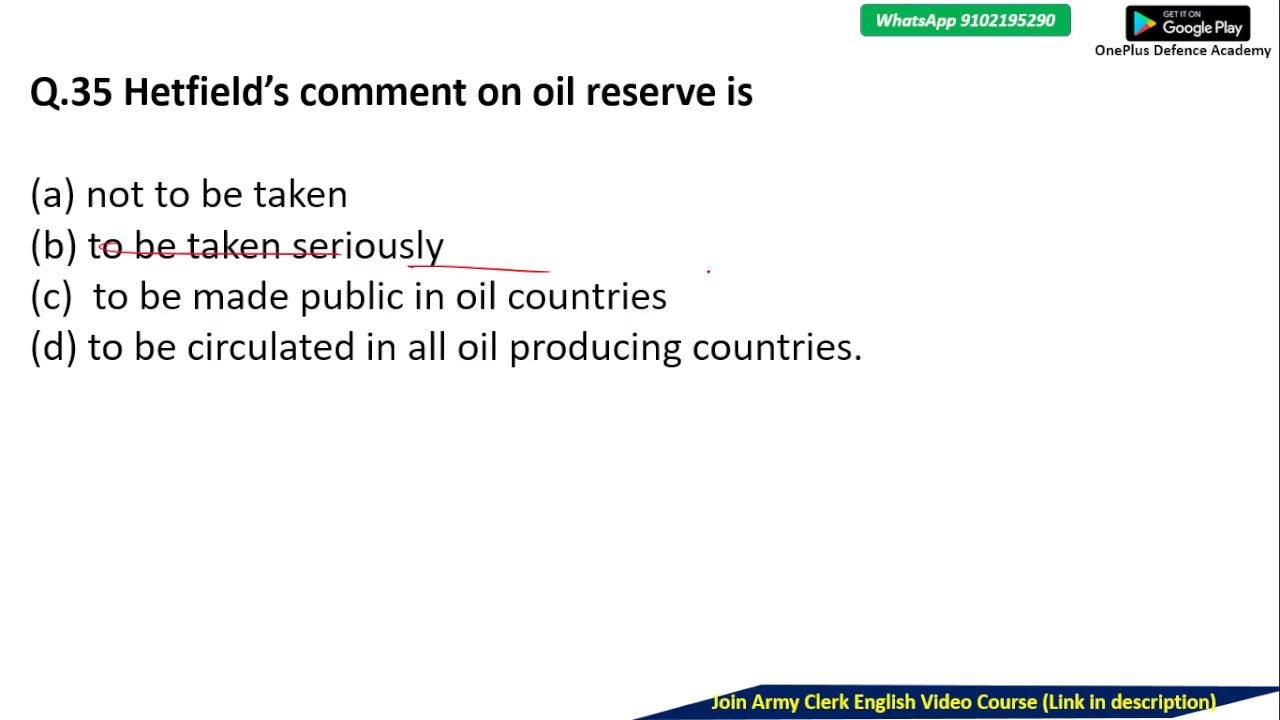 WhatsApp 9102195290
GET IT ON
Google Play
OnePlus Defence Academy
Q.35 Hetfield’s comment on oil reserve is
(a) not to be taken
(b) to be taken seriously
(c) to be made public in oil countries
(d) to be circulated in all oil producing countries.
Join Army Clerk English Video Course (Link in description)